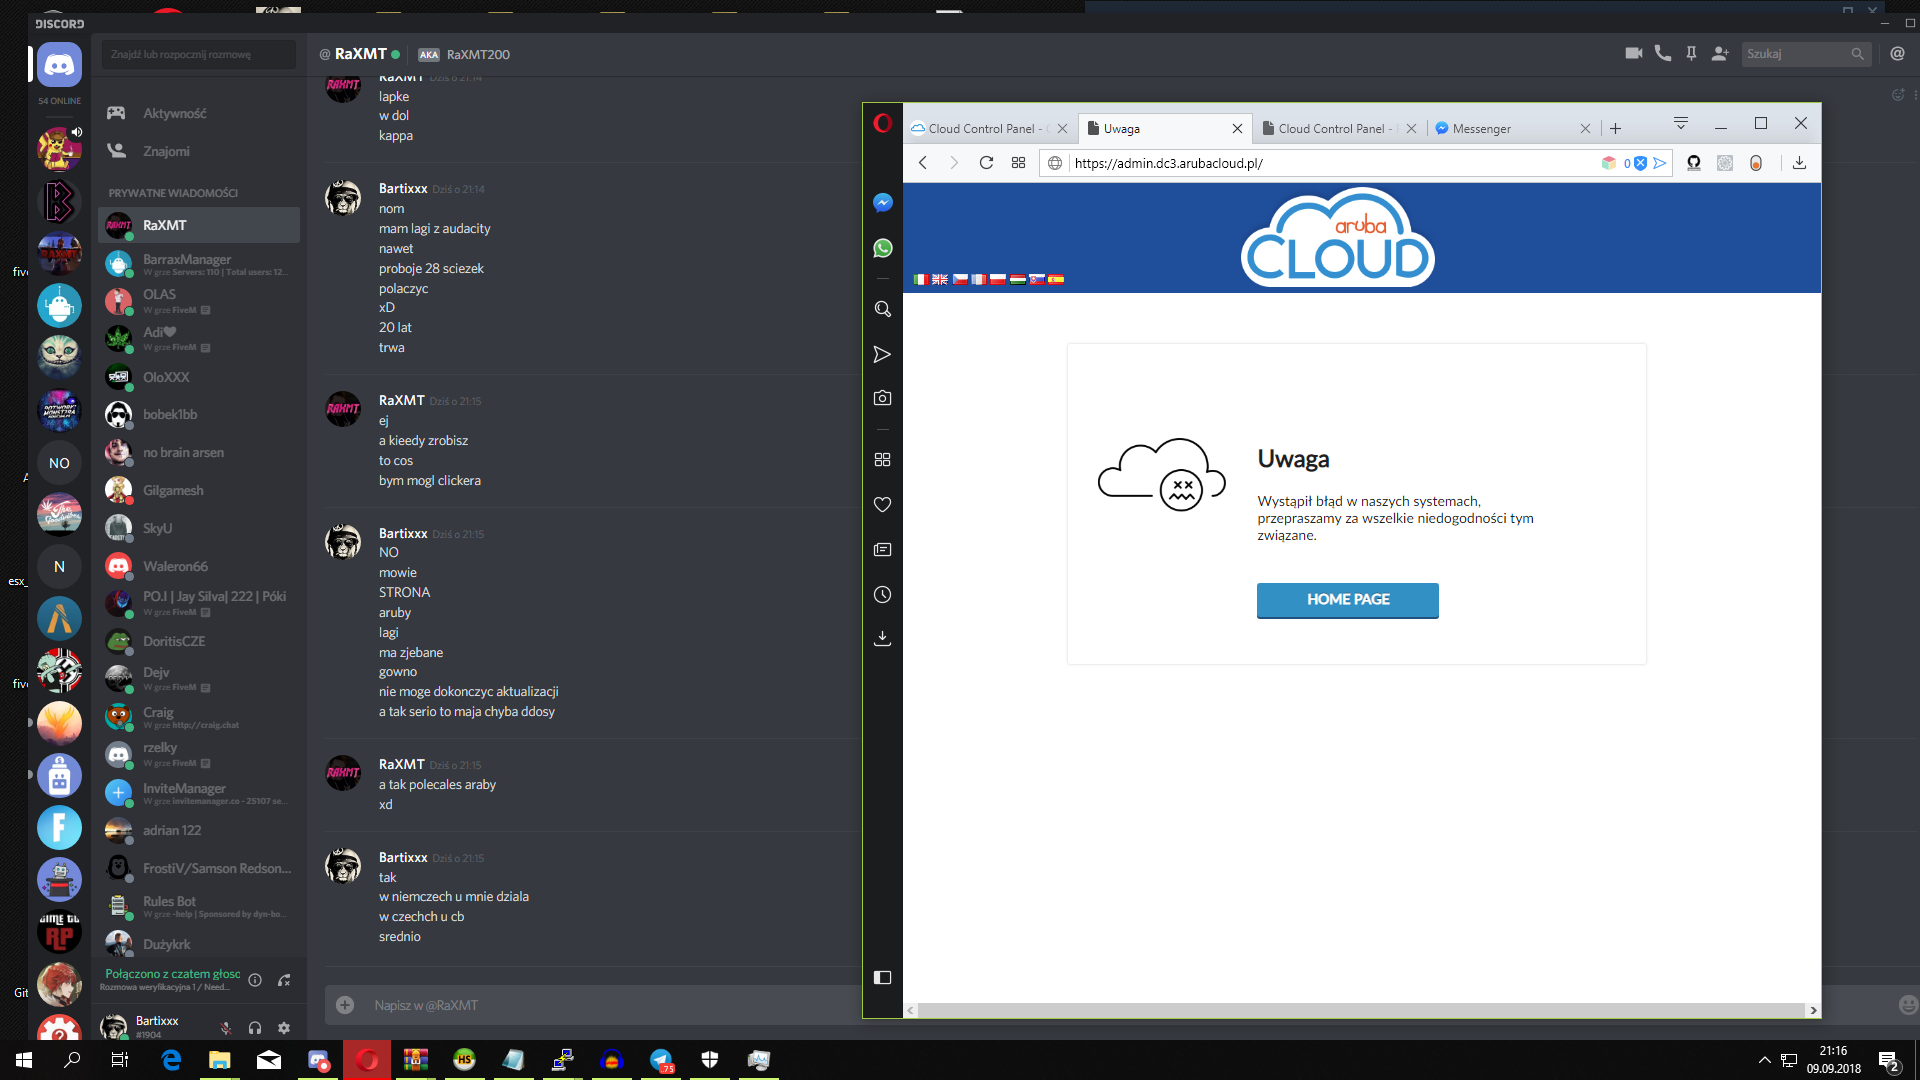 DISCORD
54 ONLINE
NO
N
Znajdź lub rozpocznij rozmowę
Aktywność
Znajomi
PRYWATNE WIADOMOŚCI
RaXMT
BarraxManager
W grze Servers: 110 | Total users: 12...
OLAS
W grze FiveM
Adi
W grze FiveM
OloXXX
bobek1bb
no brain arsen
Gilgamesh
SkyU
Waleron66
PO.I | Jay Silva| 222 | Póki
W grze FiveM
DoritisCZE
Dejv
W grze FiveM
Craig
W grze http://craig.chat
rzelky
W grze FiveM
InviteManager
W grze invitemanager.co - 25107 se...
adrian 122
FrostiV/Samson Redson...
Rules Bot
W grze -help | Sponsored by dyn-bo...
Dużykrk
Połączono z czatem głosc
Rozmowa weryfikacyjna 1 / Need...
Bartixxx
#1904
@ RaXMT AKA RaXMT200
Szukaj
RaXMT Dziś o 21:14
lapke
w dol
kappa
Bartixxx Dziś o 21:14
nom
mam lagi z audacity
nawet
proboje 28 sciezek
polaczyc
xD
20 lat
trwa
RaXMT Dziś o 21:15
ej
a kieedy zrobisz
to cos
bym mogl clickera
Bartixxx Dziś o 21:15
NO
mowie
STRONA
aruby
lagi
ma zjebane
gowno
nie moge dokonczyc aktualizacji
a tak serio to maja chyba ddosy
RaXMT Dziś o 21:15
a tak polecales araby
xd
Bartixxx Dziś o 21:15
tak
w niemczech u mnie dziala
w czechch u cb
srednio
Napisz w @RaXMT
Cloud Control Panel -
Uwaga
Cloud Control Panel -
Messenger
https://admin.dc3.arubacloud.pl/
0
aruba
CLOUD
Uwaga
Wystąpił błąd w naszych systemach,
przepraszamy za wszelkie niedogodności tym
związane.
HOME PAGE
five
esx_
five
Git
HS
.75
21:16
09.09.2018
2